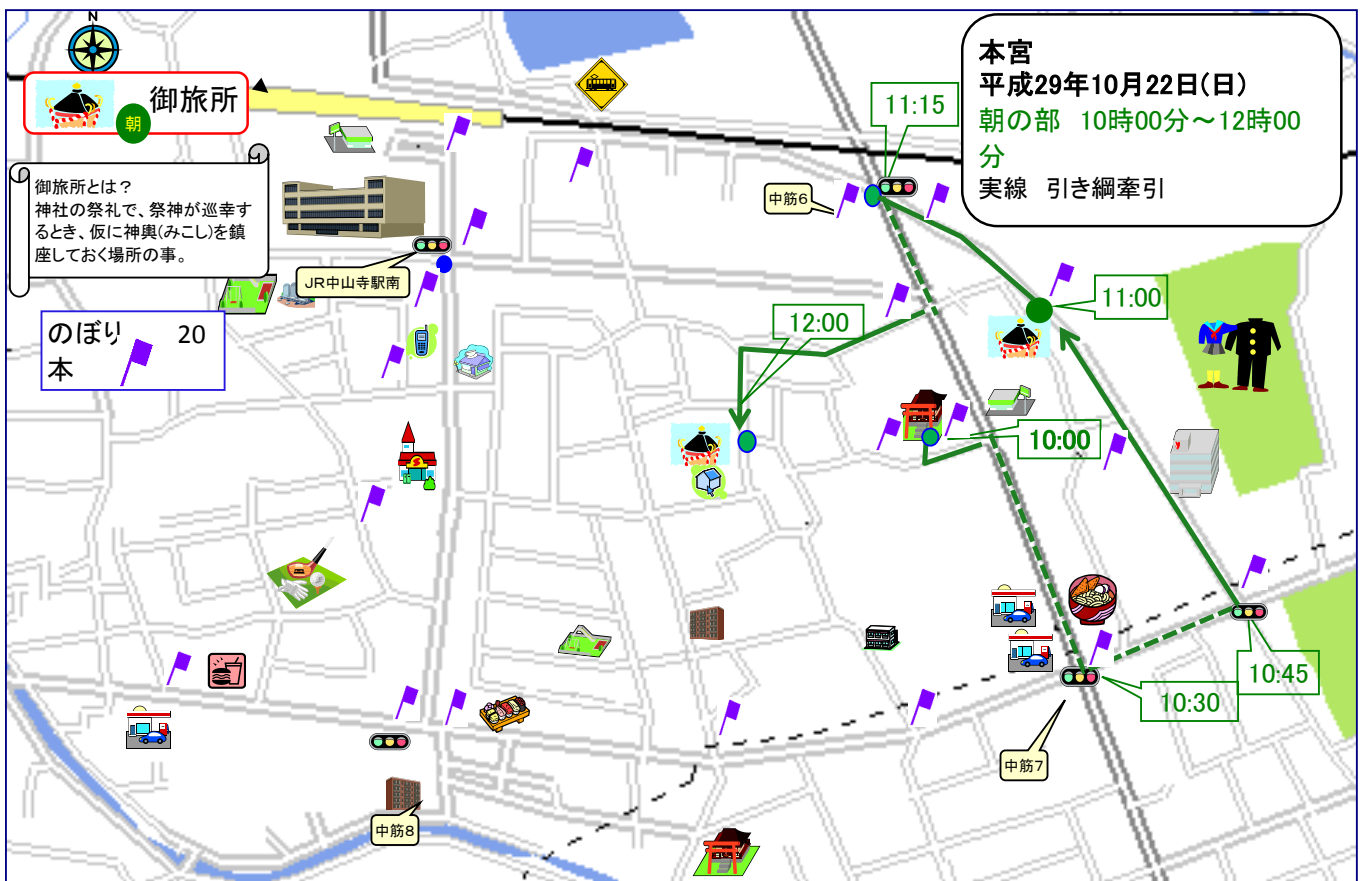 N
御旅所
朝
御旅所とは？
神社の祭礼で、祭神が巡幸す
るとき、仮に神輿(みこし)を鎮
座しておく場所の事。
のぼり 20
本
本宮
平成29年10月22日(日)
朝の部 10時00分～12時00
分
実線 引き綱牽引
11:15
中筋6
JR中山寺駅南
11:00
12:00
10:00
10:45
10:30
中筋7
中筋8